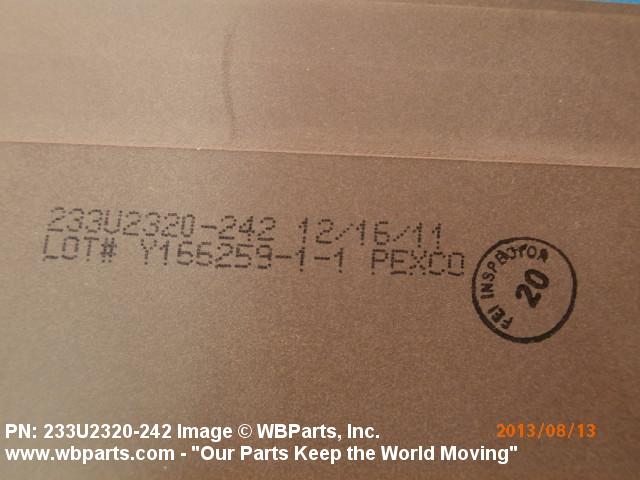 233U2320-242 12/16/11
LOT# Y166259-1-1 PEXCO
FEI INSPECTOR
20
PN: 233U2320-242 Image © WBParts, Inc.
2013/08/13
www.wbparts.com - "Our Parts Keep the World Moving"